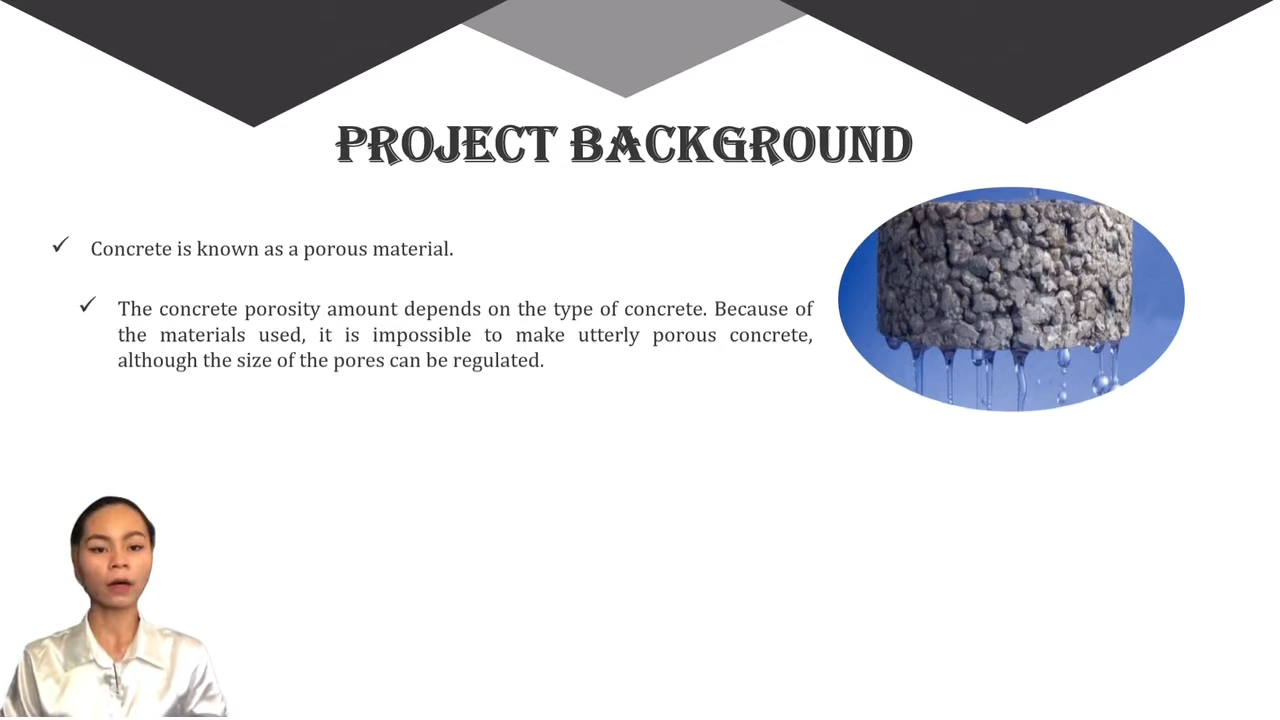 PROJECT BACKGROUND
✓ Concrete is known as a porous material.
✓ The concrete porosity amount depends on the type of concrete. Because of
the materials used, it is impossible to make utterly porous concrete,
although the size of the pores can be regulated.